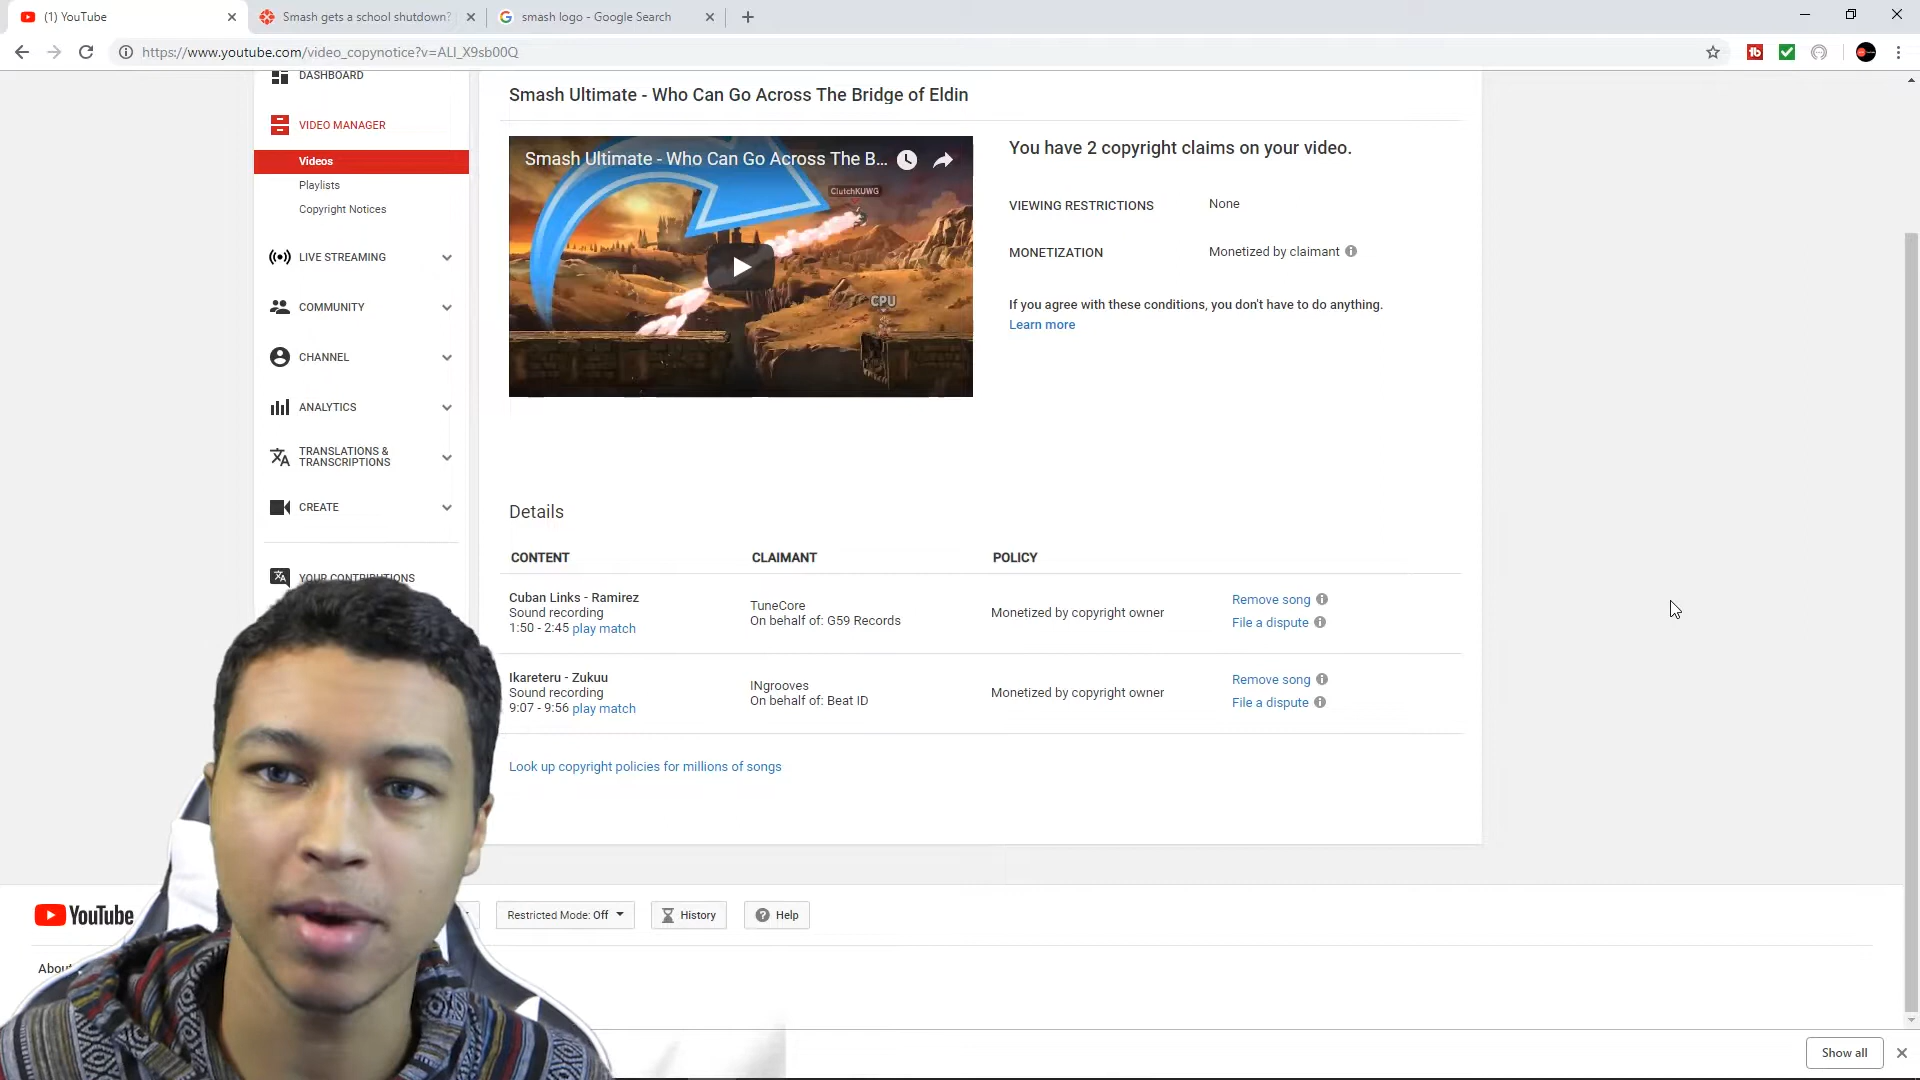 (1) YouTube
Smash gets a school shutdown?
smash logo - Google Search
https://www.youtube.com/video_copynotice?v=ALI_X9sb00Q
DASHBOARD
VIDEO MANAGER
Videos
Playlists
Copyright Notices
LIVE STREAMING
COMMUNITY
CHANNEL
ANALYTICS
TRANSLATIONS &
TRANSCRIPTIONS
CREATE
YOUR CONTRIBUTIONS
Smash Ultimate - Who Can Go Across The Bridge of Eldin
Smash Ultimate - Who Can Go Across The B...
ClutchKUWG
CPU
You have 2 copyright claims on your video.
VIEWING RESTRICTIONS None
MONETIZATION Monetized by claimant
If you agree with these conditions, you don't have to do anything.
Learn more
Details
CONTENT CLAIMANT POLICY
Cuban Links - Ramirez
Sound recording
1:50 - 2:45 play match
TuneCore
On behalf of: G59 Records
Monetized by copyright owner
Remove song
File a dispute
Ikareteru - Zukuu
Sound recording
9:07 - 9:56 play match
INgrooves
On behalf of: Beat ID
Monetized by copyright owner
Remove song
File a dispute
Look up copyright policies for millions of songs
YouTube
Restricted Mode: Off
History
Help
About
Show all